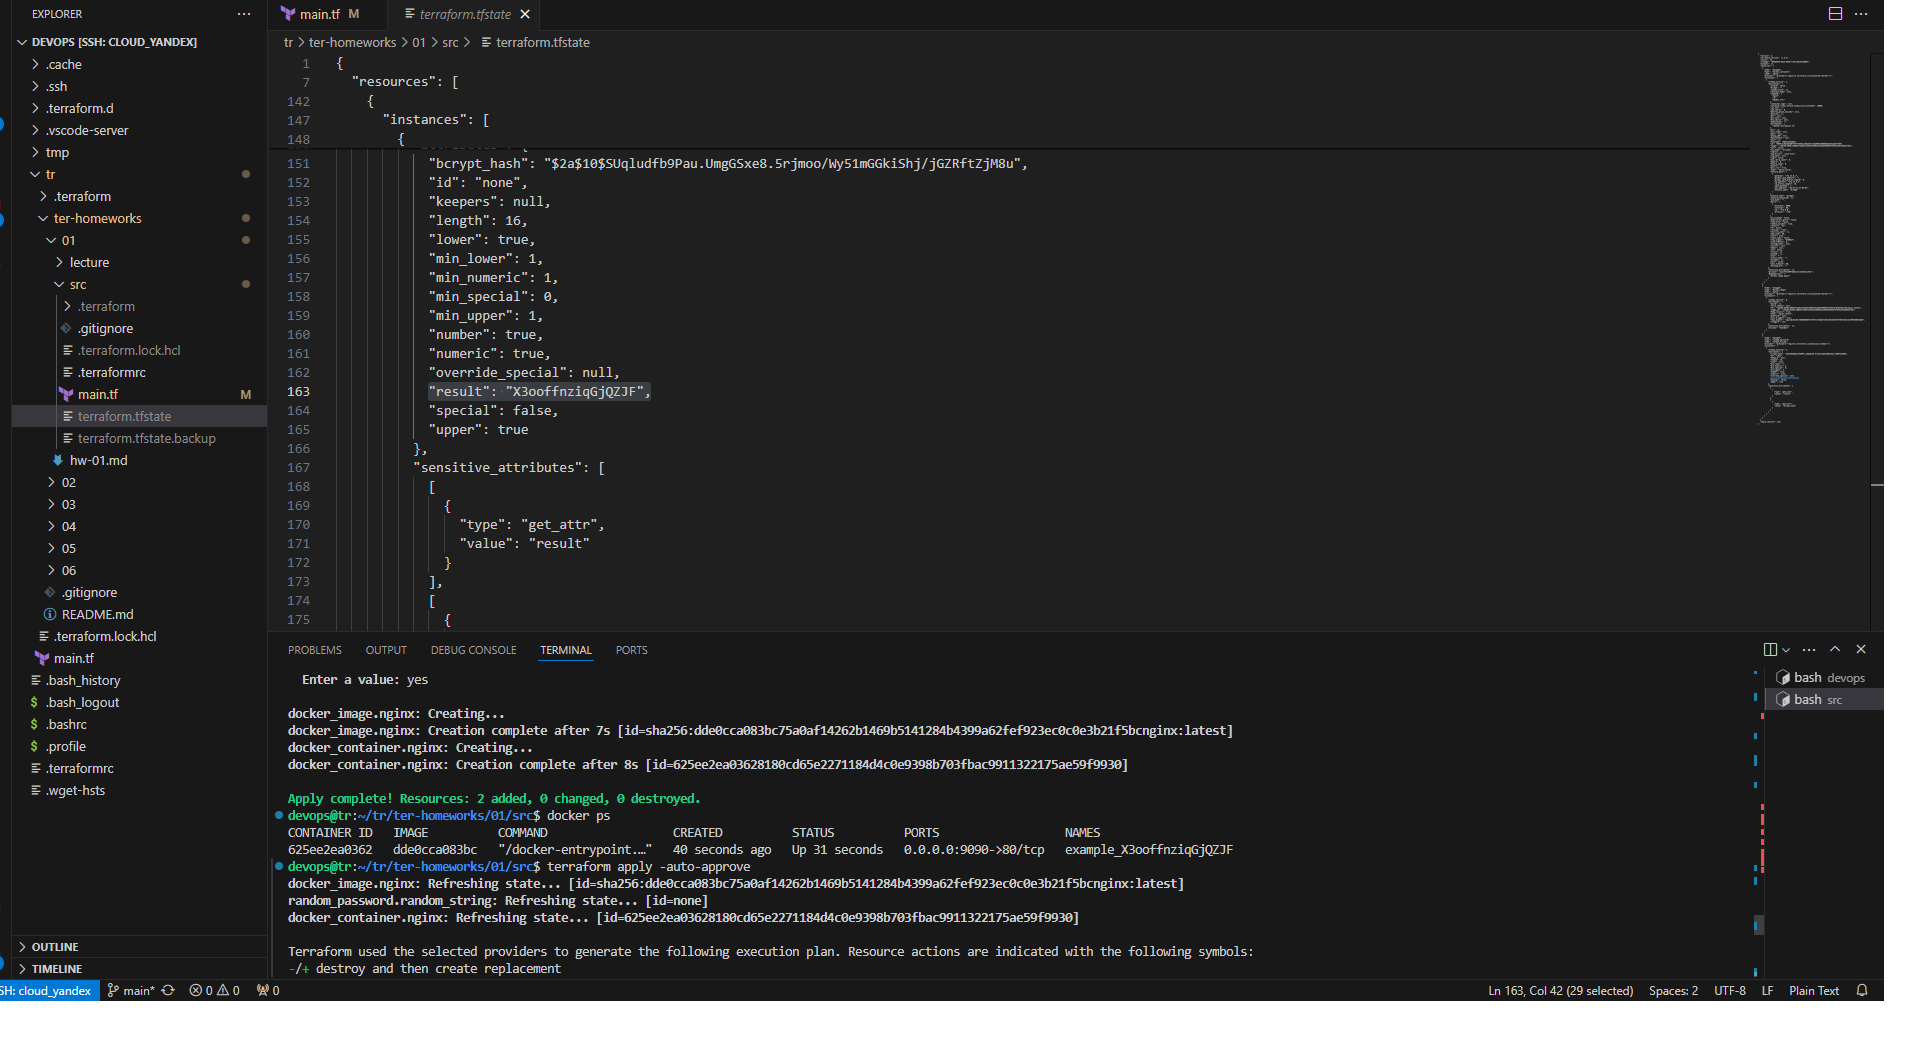 EXPLORER
DEVOPS [SSH: CLOUD_YANDEX]
.cache
.ssh
.terraform.d
.vscode-server
tmp
tr
.terraform
ter-homeworks
01
lecture
src
.terraform
.gitignore
.terraform.lock.hcl
.terraformrc
main.tf M
terraform.tfstate
terraform.tfstate.backup
hw-01.md
02
03
04
05
06
.gitignore
README.md
.terraform.lock.hcl
main.tf
.bash_history
$ .bash_logout
$ .bashrc
$ .profile
.terraformrc
.wget-hsts
OUTLINE
TIMELINE
main.tf M terraform.tfstate
tr > ter-homeworks > 01 > src > terraform.tfstate
1 {
7 "resources": [
142 {
147 "instances": [
148 {
151 "bcrypt_hash": "$2a$10$SUqludfb9Pau.UmgGSxe8.5rjmoo/Wy51mGGkiShj/jGZRftZjM8u",
152 "id": "none",
153 "keepers": null,
154 "length": 16,
155 "lower": true,
156 "min_lower": 1,
157 "min_numeric": 1,
158 "min_special": 0,
159 "min_upper": 1,
160 "number": true,
161 "numeric": true,
162 "override_special": null,
163 "result": "X3ooffnziqGjQZJF",
164 "special": false,
165 "upper": true
166 },
167 "sensitive_attributes": [
168 [
169 {
170 "type": "get_attr",
171 "value": "result"
172 }
173 ],
174 [
175 {
PROBLEMS OUTPUT DEBUG CONSOLE TERMINAL PORTS
Enter a value: yes
docker_image.nginx: Creating...
docker_image.nginx: Creation complete after 7s [id=sha256:dde0cca083bc75a0af14262b1469b5141284b4399a62fef923ec0c0e3b21f5bcnginx:latest]
docker_container.nginx: Creating...
docker_container.nginx: Creation complete after 8s [id=625ee2ea03628180cd65e2271184d4c0e9398b703fbac9911322175ae59f9930]
Apply complete! Resources: 2 added, 0 changed, 0 destroyed.
devops@tr:~/tr/ter-homeworks/01/src$ docker ps
CONTAINER ID IMAGE COMMAND CREATED STATUS PORTS NAMES
625ee2ea0362 dde0cca083bc "/docker-entrypoint.…" 40 seconds ago Up 31 seconds 0.0.0.0:9090->80/tcp example_X3ooffnziqGjQZJF
devops@tr:~/tr/ter-homeworks/01/src$ terraform apply -auto-approve
docker_image.nginx: Refreshing state... [id=sha256:dde0cca083bc75a0af14262b1469b5141284b4399a62fef923ec0c0e3b21f5bcnginx:latest]
random_password.random_string: Refreshing state... [id=none]
docker_container.nginx: Refreshing state... [id=625ee2ea03628180cd65e2271184d4c0e9398b703fbac9911322175ae59f9930]
Terraform used the selected providers to generate the following execution plan. Resource actions are indicated with the following symbols:
-/+ destroy and then create replacement
bash devops
bash src
SH: cloud_yandex main* 0 0 0 Ln 163, Col 42 (29 selected) Spaces: 2 UTF-8 LF Plain Text